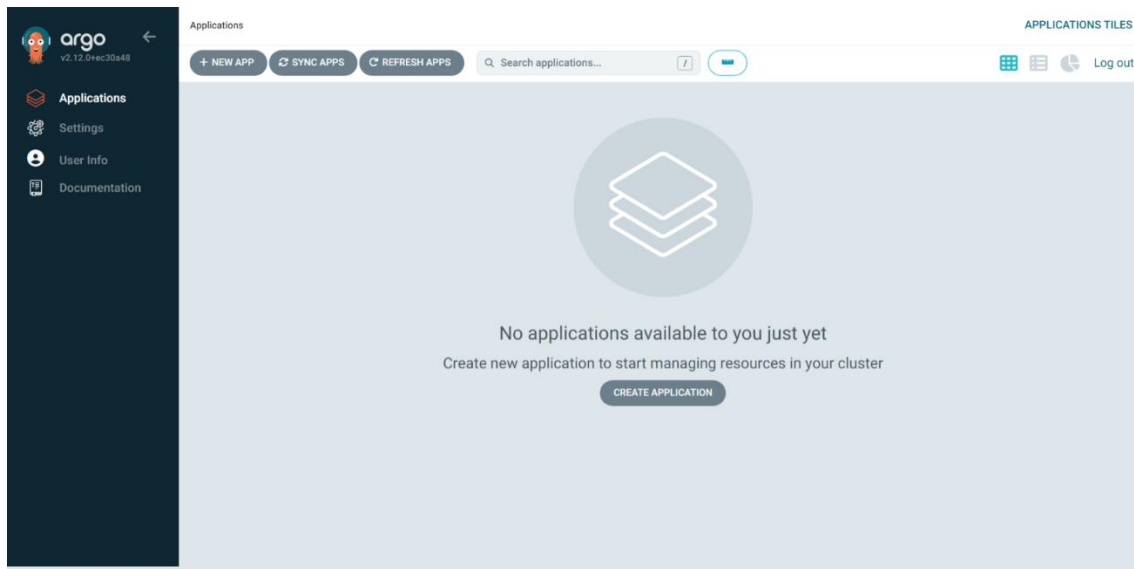 argo
v2.12.0+ec30a48
Applications
Settings
User Info
Documentation
Applications
APPLICATIONS TILES
+ NEW APP SYNC APPS REFRESH APPS Search applications... / Log out
No applications available to you just yet
Create new application to start managing resources in your cluster
CREATE APPLICATION